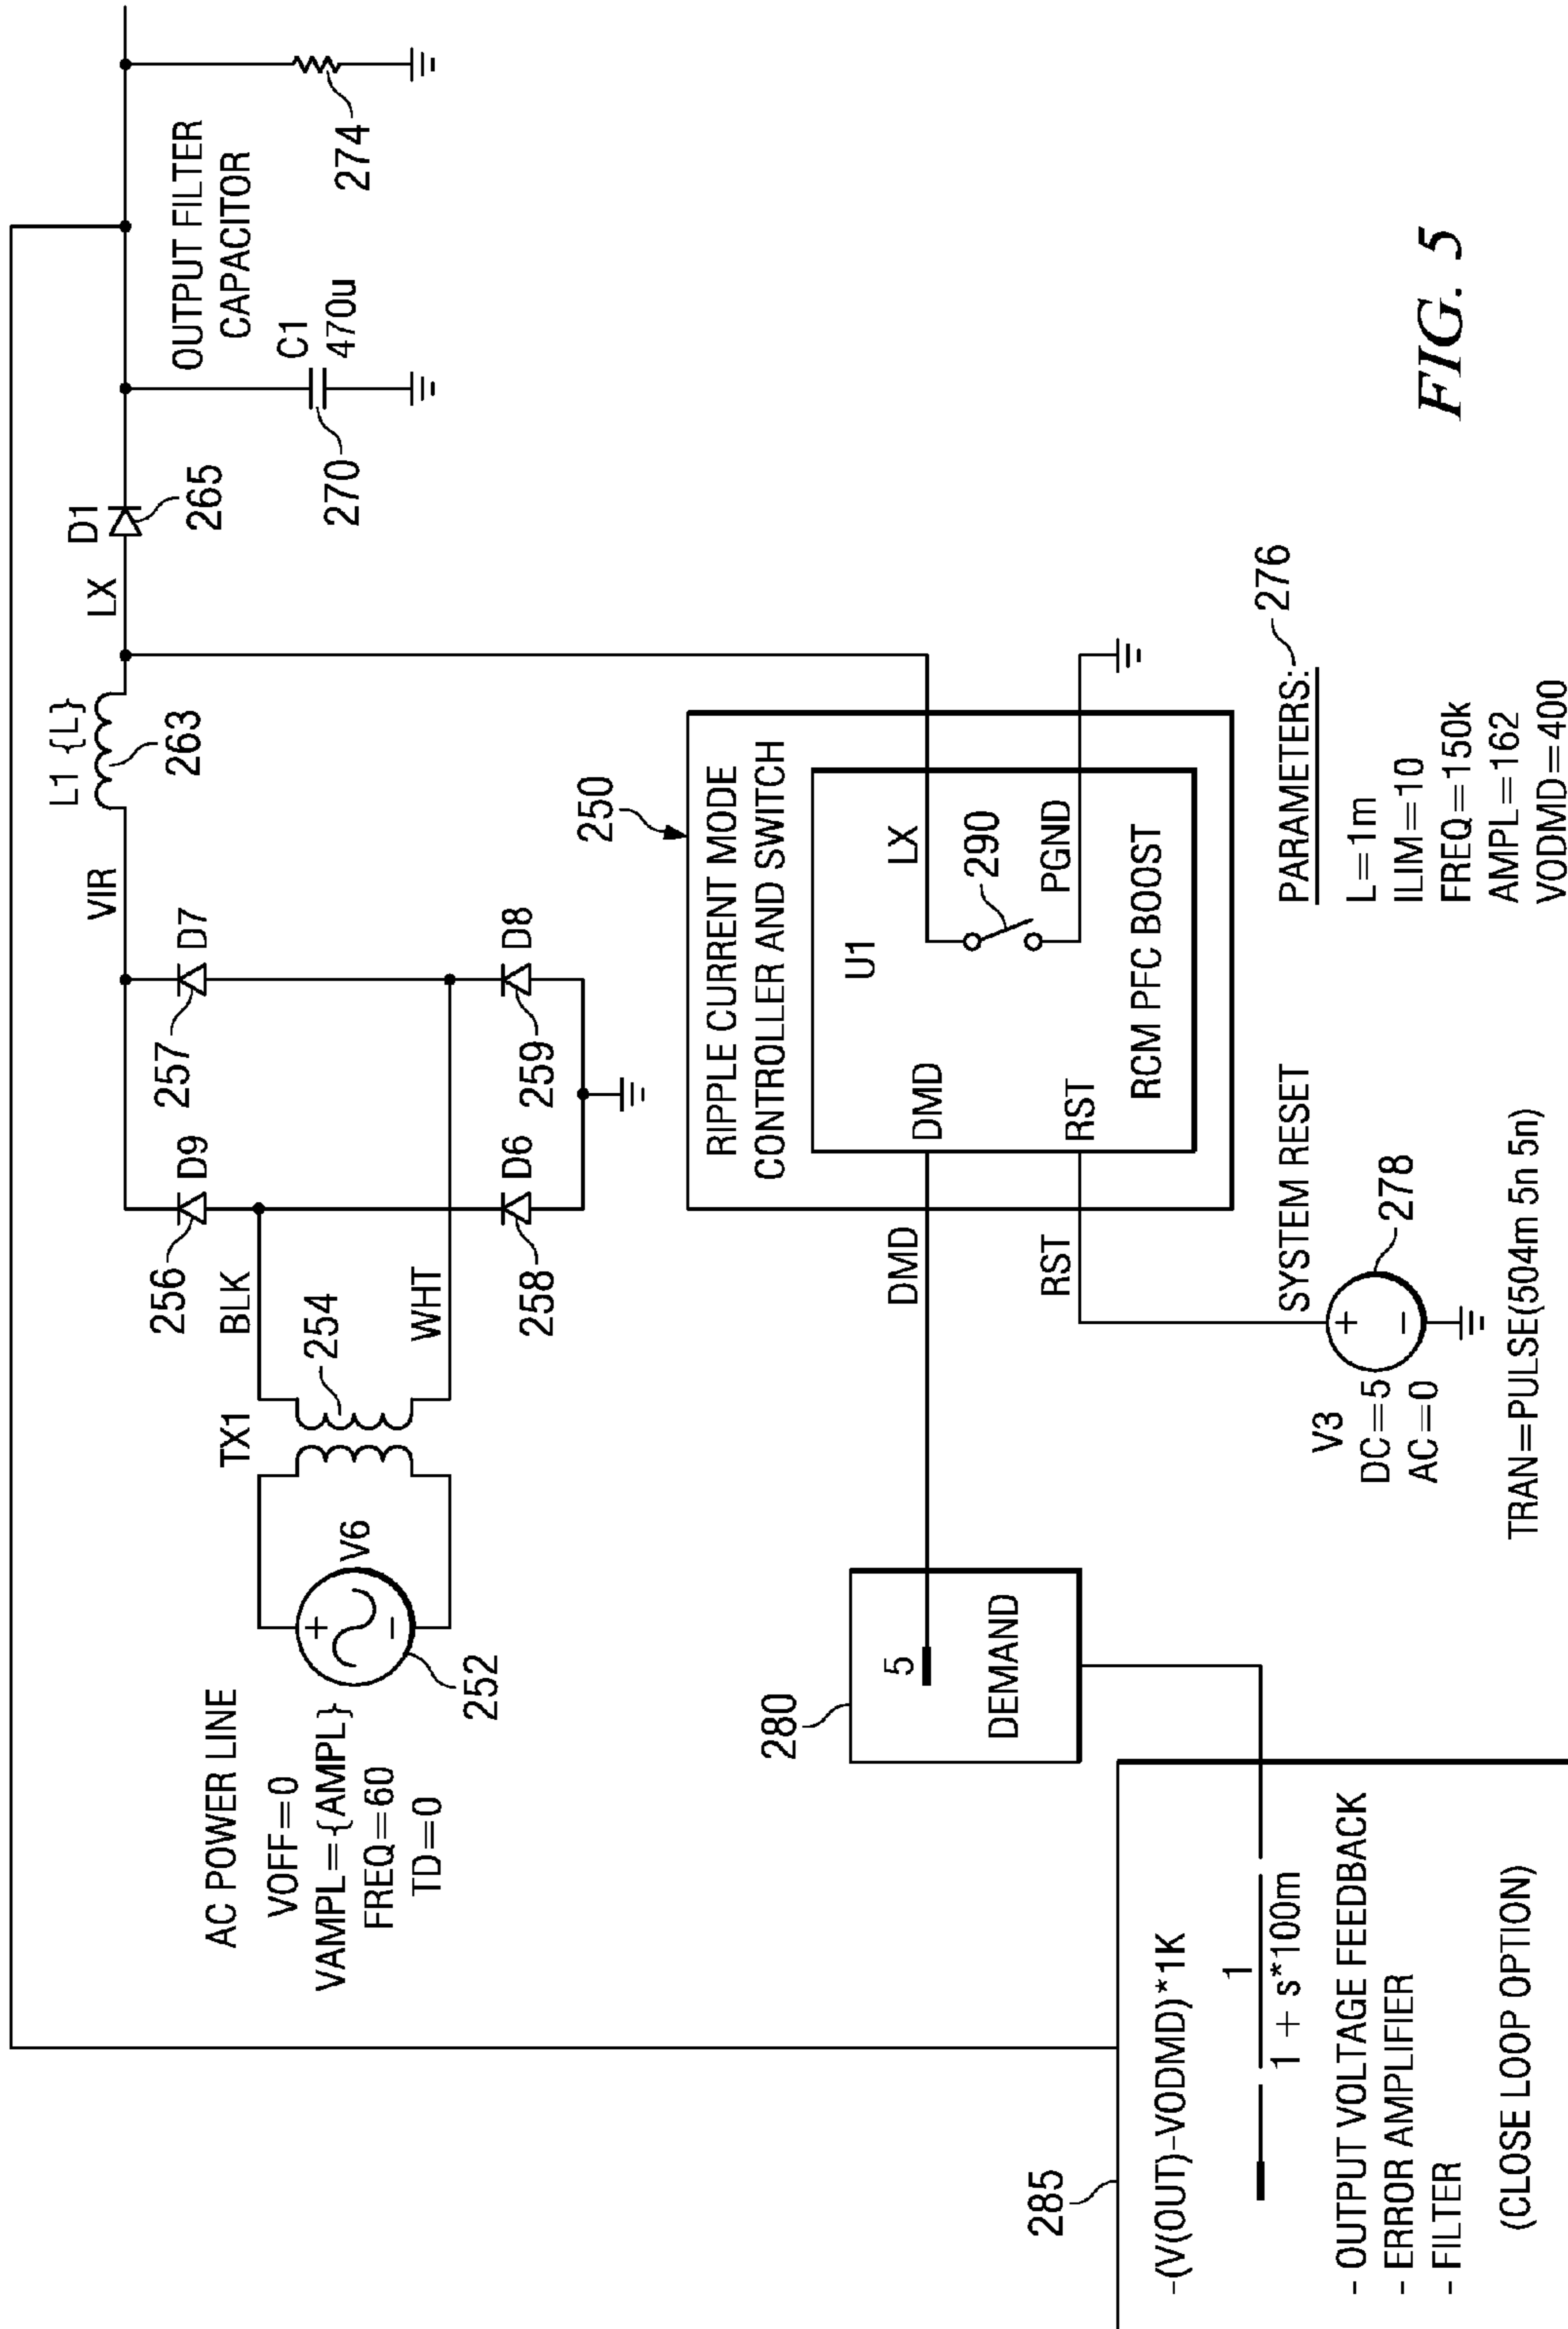 AC POWER LINE
VOFF=0
VAMPL={AMPL}
FREQ=60
TD=0
252
V6
TX1
254
BLK
WHT
256
D9
257
D7
258
D6
259
D8
VIR
L1 {L}
263
LX
D1
265
OUTPUT FILTER
CAPACITOR
C1
470u
270
274
250
RIPPLE CURRENT MODE
CONTROLLER AND SWITCH
U1
LX
290
PGND
DMD
RST
RCM PFC BOOST
DMD
RST
280
5
DEMAND
SYSTEM RESET
278
V3
DC=5
AC=0
TRAN=PULSE(504m 5n 5n)
PARAMETERS:
276
L=1m
ILIM=10
FREQ=150k
AMPL=162
VODMD=400
285
-(V(OUT)-VODMD)*1K
1
1 + s*100m
- OUTPUT VOLTAGE FEEDBACK
- ERROR AMPLIFIER
- FILTER
(CLOSE LOOP OPTION)
FIG. 5